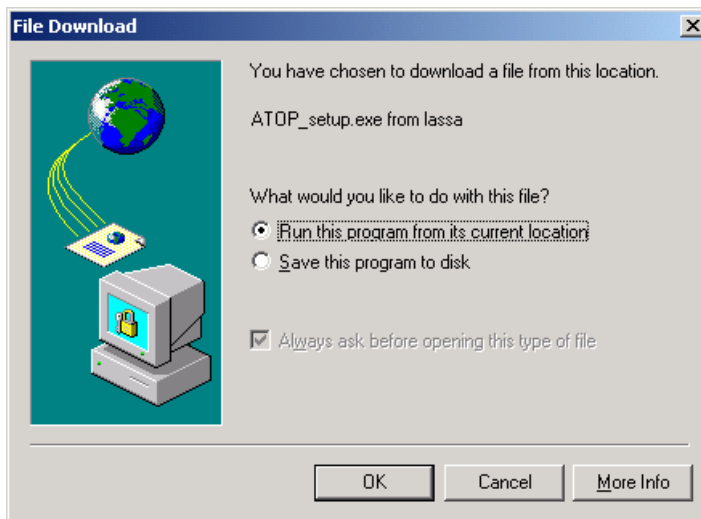 File Download
You have chosen to download a file from this location.
ATOP_setup.exe from lassa
What would you like to do with this file?
Run this program from its current location
Save this program to disk
Always ask before opening this type of file
OK
Cancel
More Info